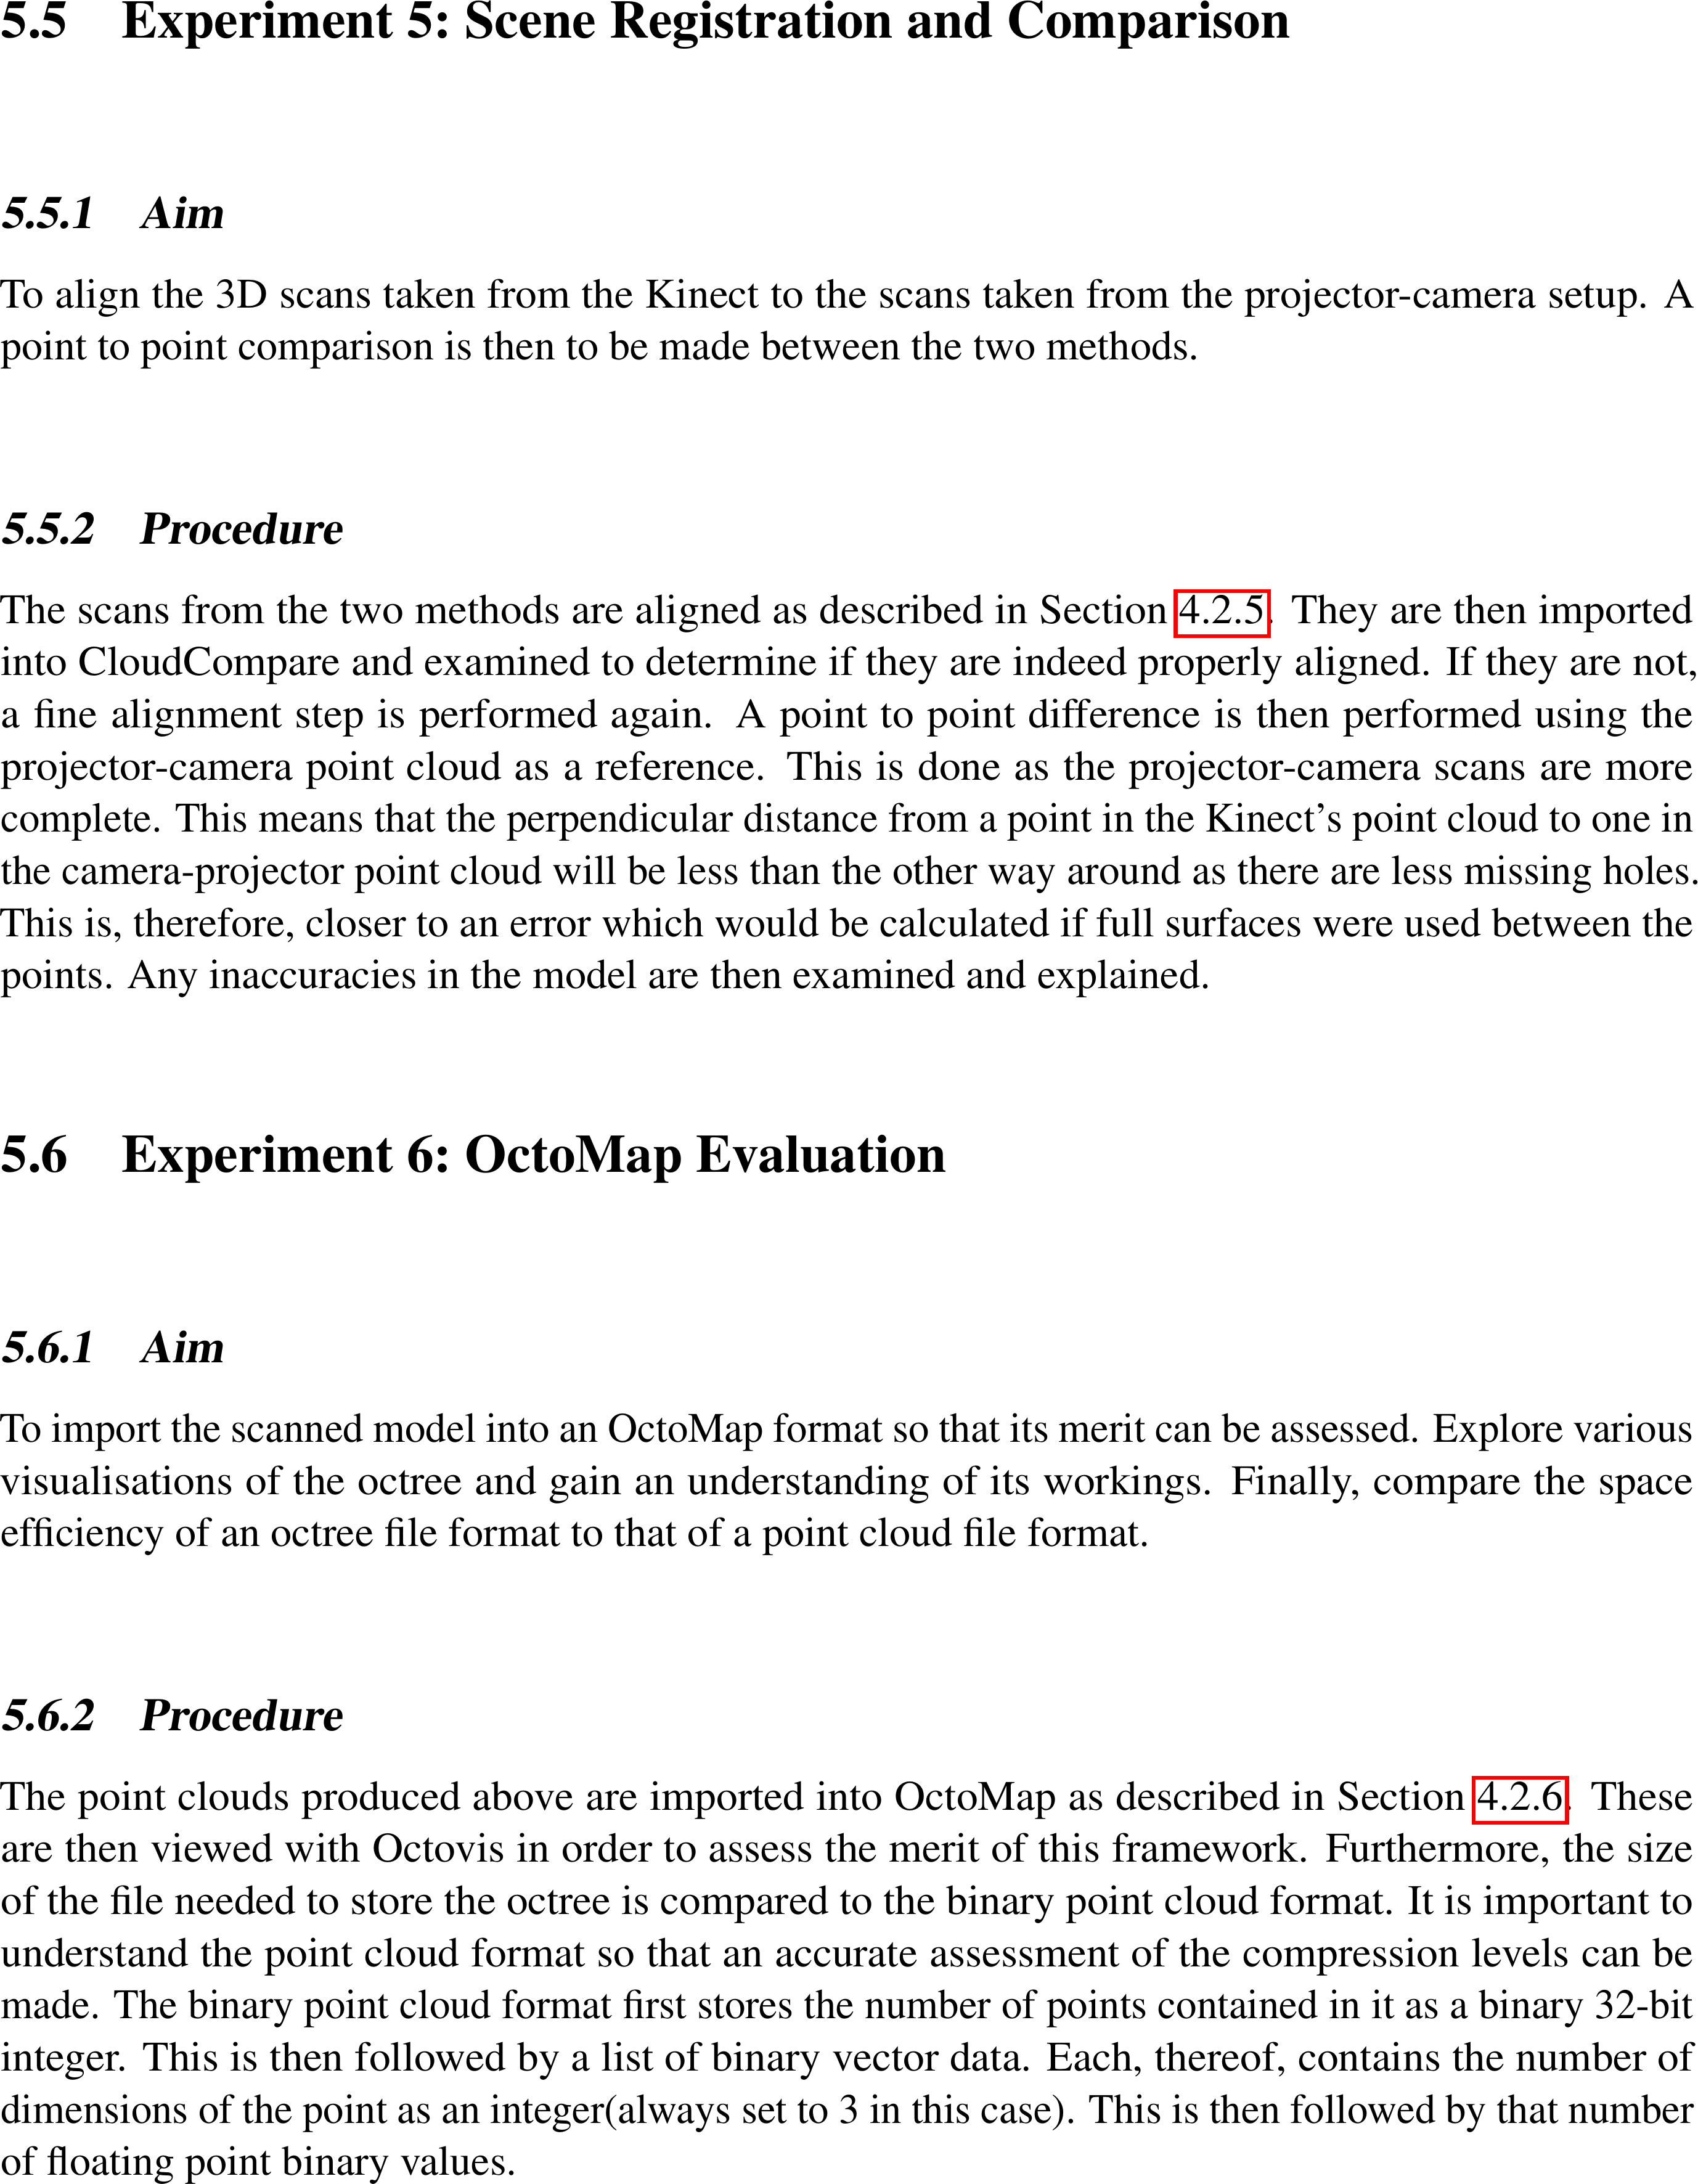 5.5 Experiment 5: Scene Registration and Comparison
5.5.1 Aim
To align the 3D scans taken from the Kinect to the scans taken from the projector-camera setup. A
point to point comparison is then to be made between the two methods.
5.5.2 Procedure
The scans from the two methods are aligned as described in Section 4.2.5. They are then imported
into CloudCompare and examined to determine if they are indeed properly aligned. If they are not,
a fine alignment step is performed again. A point to point difference is then performed using the
projector-camera point cloud as a reference. This is done as the projector-camera scans are more
complete. This means that the perpendicular distance from a point in the Kinect's point cloud to one in
the camera-projector point cloud will be less than the other way around as there are less missing holes.
This is, therefore, closer to an error which would be calculated if full surfaces were used between the
points. Any inaccuracies in the model are then examined and explained.
5.6 Experiment 6: OctoMap Evaluation
5.6.1 Aim
To import the scanned model into an OctoMap format so that its merit can be assessed. Explore various
visualisations of the octree and gain an understanding of its workings. Finally, compare the space
efficiency of an octree file format to that of a point cloud file format.
5.6.2 Procedure
The point clouds produced above are imported into OctoMap as described in Section 4.2.6. These
are then viewed with Octovis in order to assess the merit of this framework. Furthermore, the size
of the file needed to store the octree is compared to the binary point cloud format. It is important to
understand the point cloud format so that an accurate assessment of the compression levels can be
made. The binary point cloud format first stores the number of points contained in it as a binary 32-bit
integer. This is then followed by a list of binary vector data. Each, thereof, contains the number of
dimensions of the point as an integer(always set to 3 in this case). This is then followed by that number
of floating point binary values.